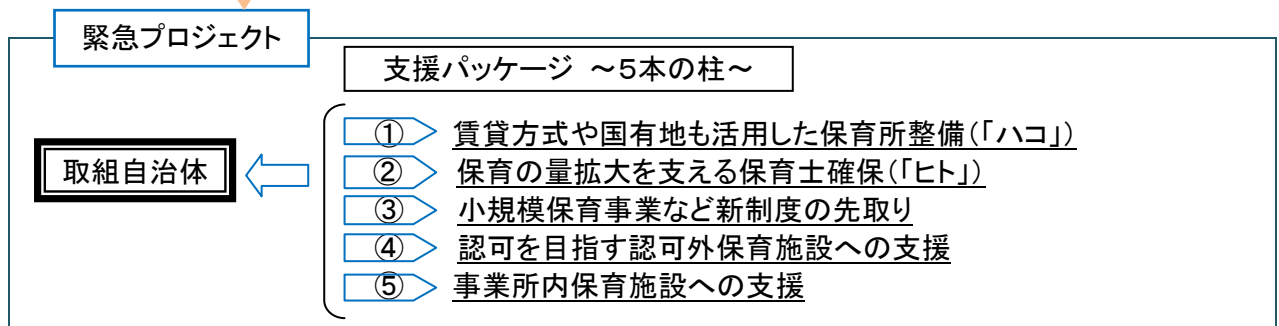 緊急プロジェクト
支援パッケージ ～5本の柱～
取組自治体
① 賃貸方式や国有地も活用した保育所整備(「ハコ」)
② 保育の量拡大を支える保育士確保(「ヒト」)
③ 小規模保育事業など新制度の先取り
④ 認可を目指す認可外保育施設への支援
⑤ 事業所内保育施設への支援